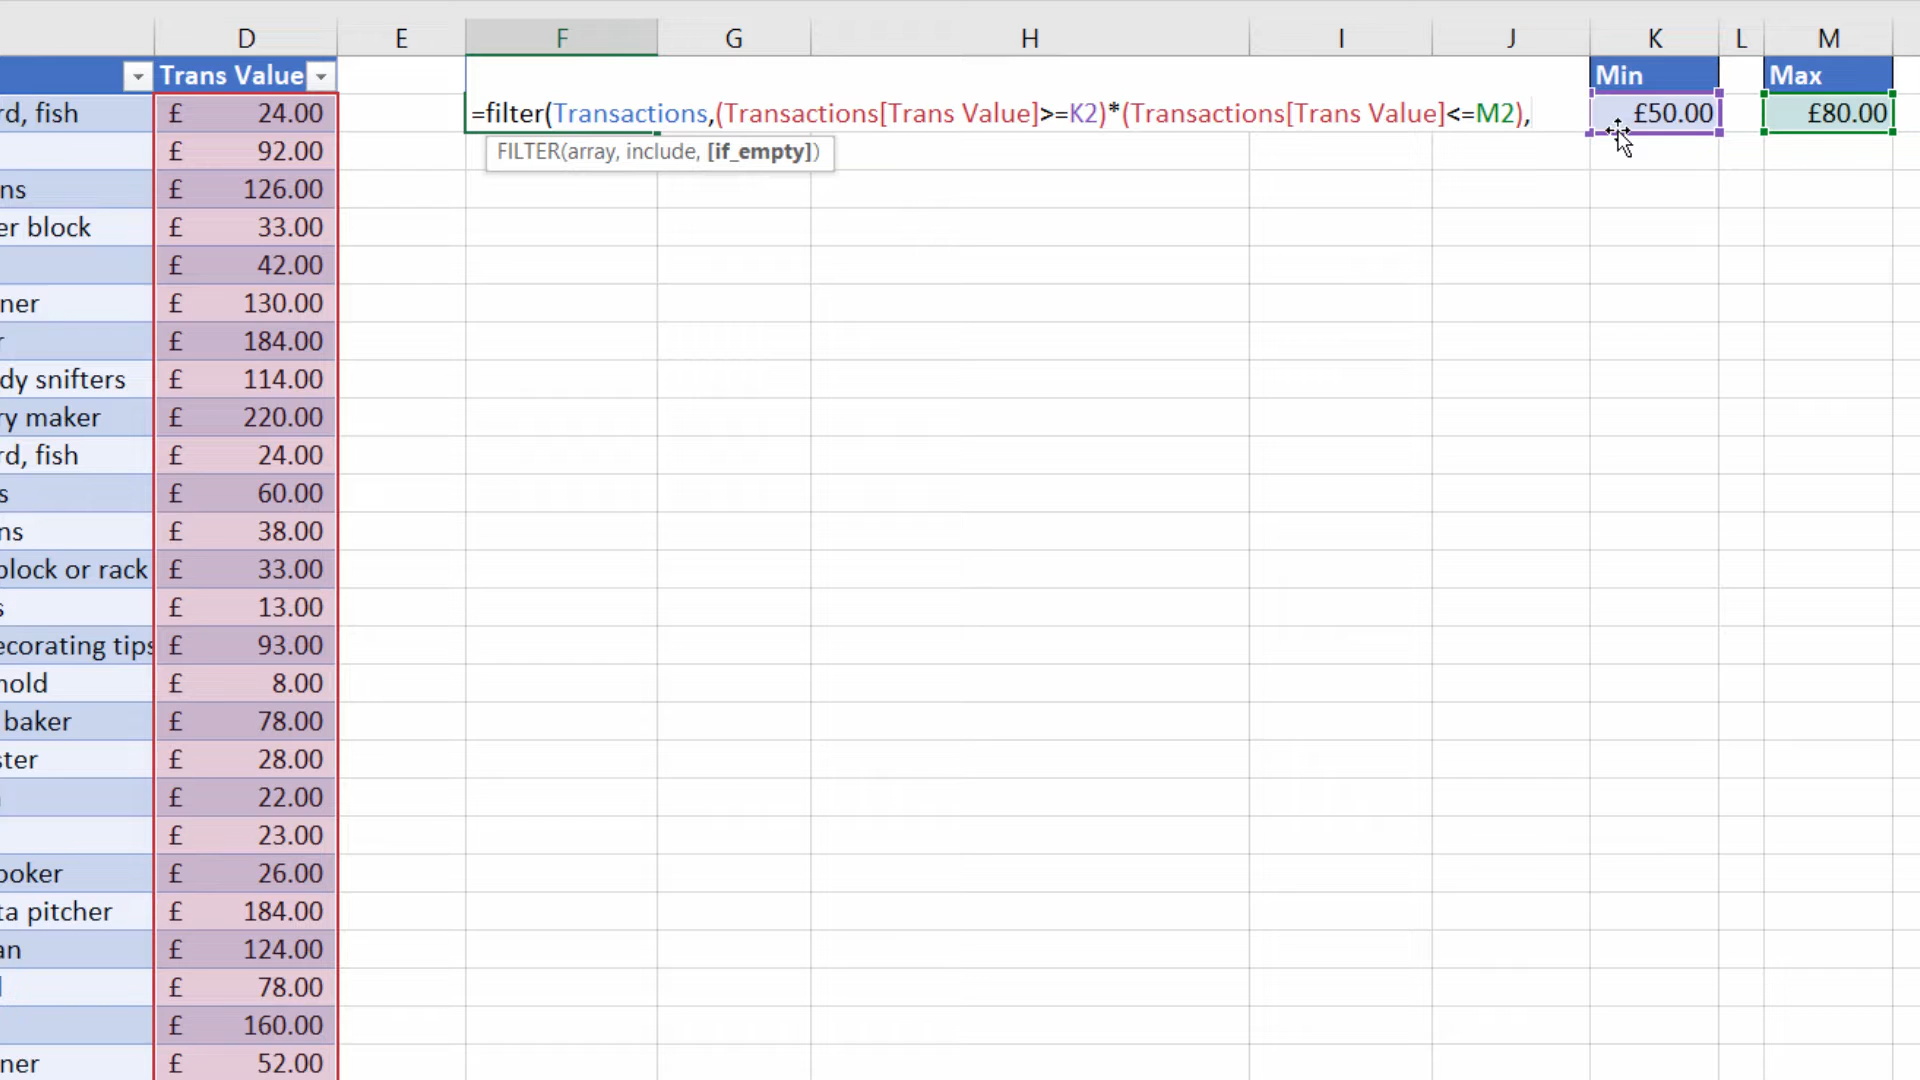 D E F G H I J K L M
Trans Value Min Max
rd, fish £ 24.00 =filter(Transactions,(Transactions[Trans Value]>=K2)*(Transactions[Trans Value]<=M2), £50.00 £80.00
£ 92.00 FILTER(array, include, [if_empty])
ns £ 126.00
er block £ 33.00
£ 42.00
ner £ 130.00
r £ 184.00
dy snifters £ 114.00
ry maker £ 220.00
rd, fish £ 24.00
s £ 60.00
ns £ 38.00
block or rack £ 33.00
s £ 13.00
ecorating tips £ 93.00
nold £ 8.00
baker £ 78.00
ster £ 28.00
£ 22.00
£ 23.00
ooker £ 26.00
ta pitcher £ 184.00
an £ 124.00
£ 78.00
£ 160.00
ner £ 52.00